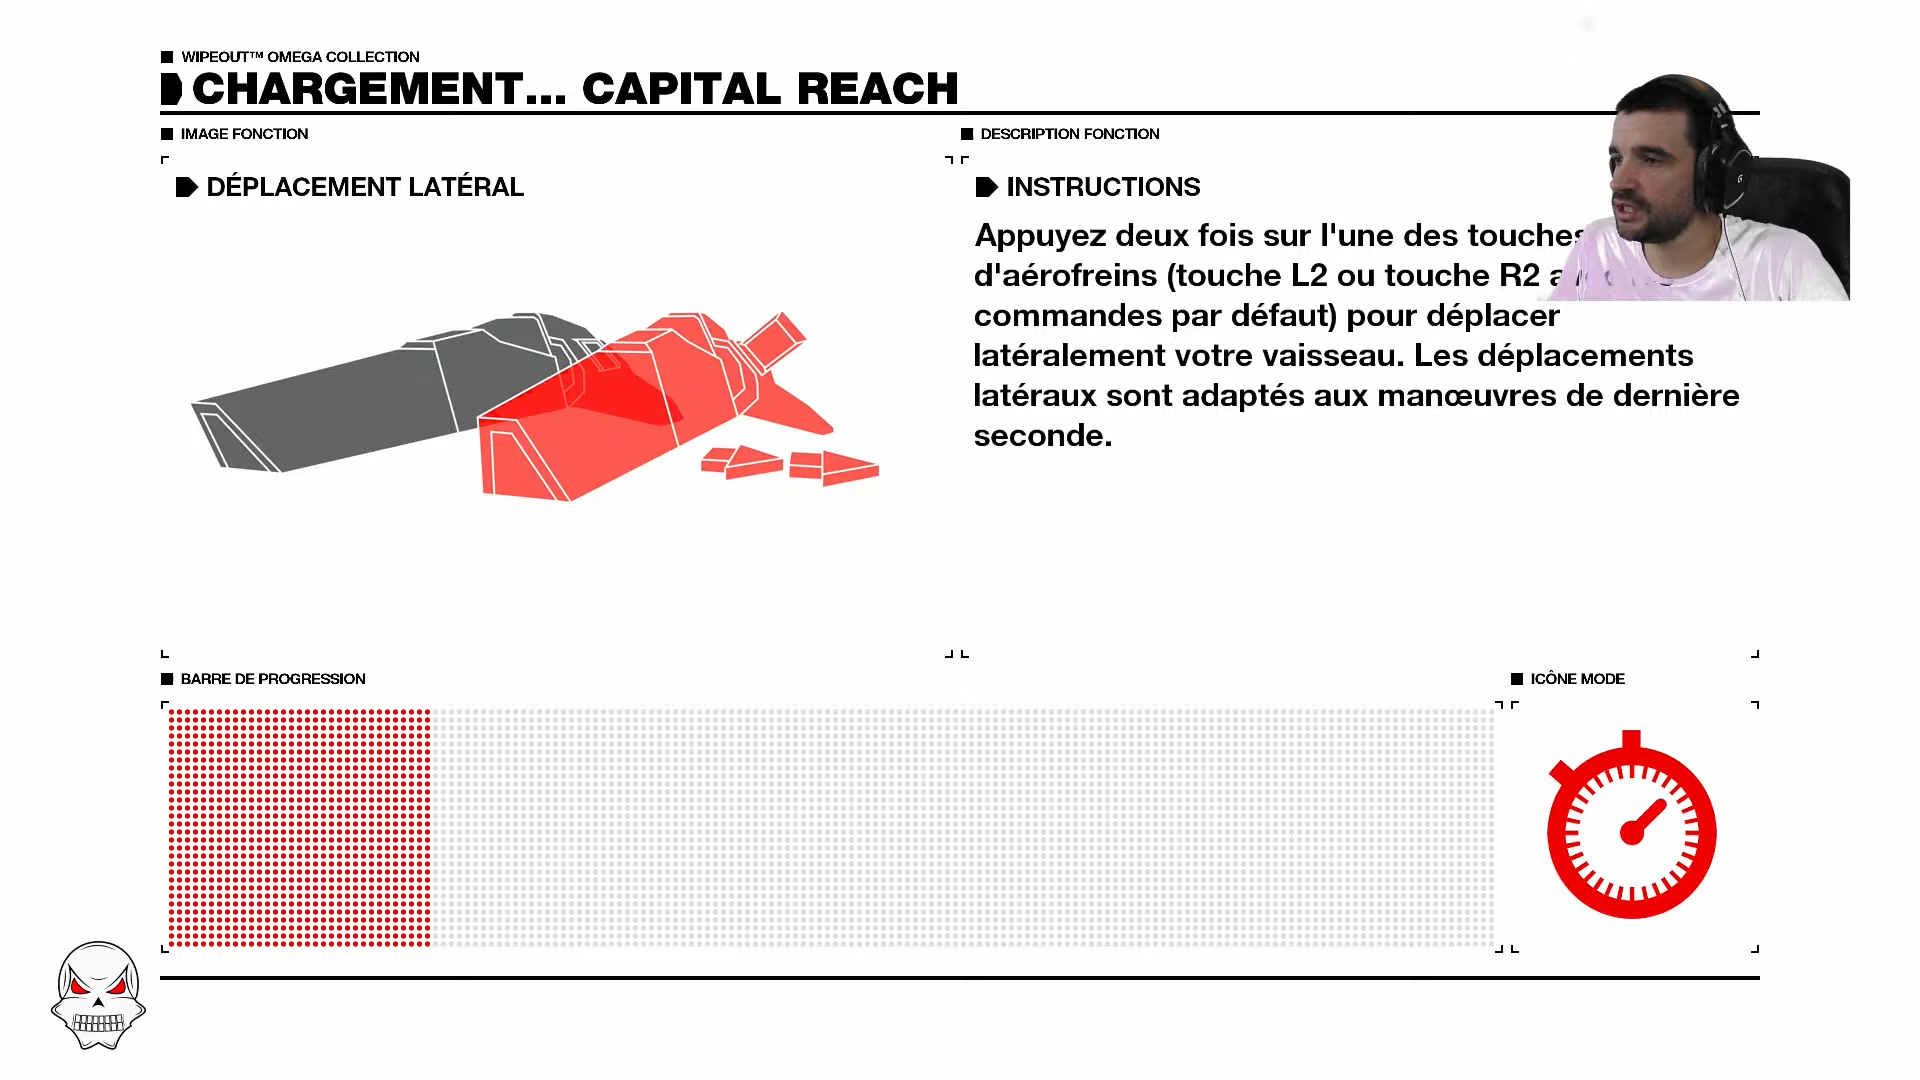 WIPEOUT™ OMEGA COLLECTION
CHARGEMENT... CAPITAL REACH
IMAGE FONCTION
DÉPLACEMENT LATÉRAL
DESCRIPTION FONCTION
INSTRUCTIONS
Appuyez deux fois sur l'une des touches
d'aérofreins (touche L2 ou touche R2
commandes par défaut) pour déplacer
latéralement votre vaisseau. Les déplacements
latéraux sont adaptés aux manœuvres de dernière
seconde.
BARRE DE PROGRESSION
ICÔNE MODE